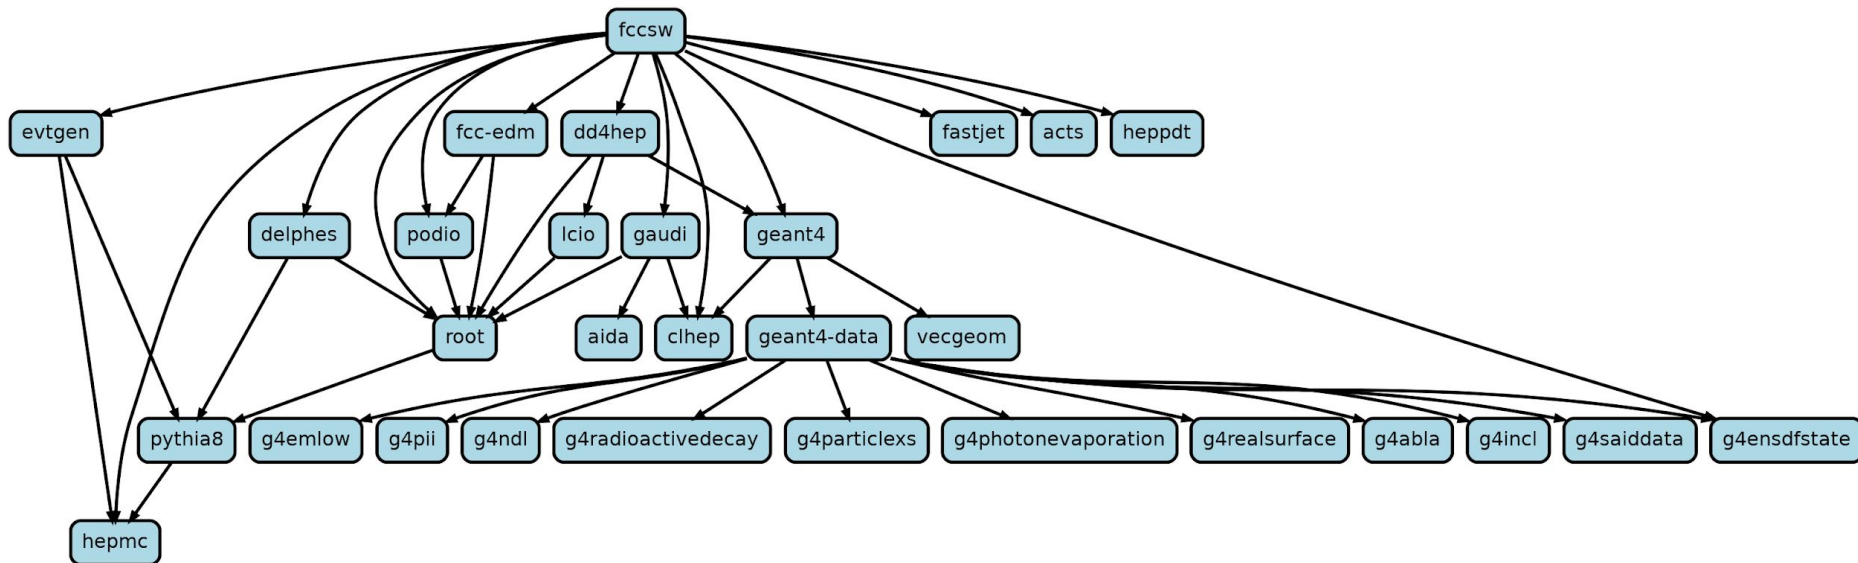 fccsw
evtgen
fcc-edm
dd4hep
fastjet
acts
heppdt
delphes
podio
lcio
gaudi
geant4
root
aida
clhep
geant4-data
vecgeom
pythia8
g4emlow
g4pii
g4ndl
g4radioactivedecay
g4particlexs
g4photonevaporation
g4realsurface
g4abla
g4incl
g4saiddata
g4ensdfstate
hepmc